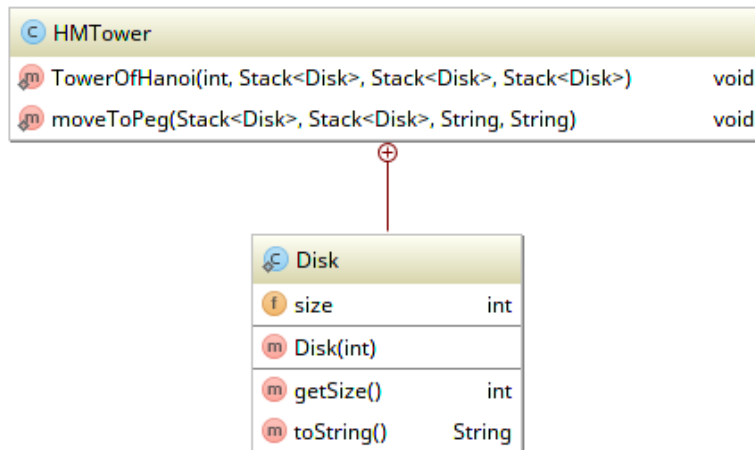 C HMTower
m TowerOfHanoi(int, Stack<Disk>, Stack<Disk>, Stack<Disk>) void
m moveToPeg(Stack<Disk>, Stack<Disk>, String, String) void
C Disk
f size int
m Disk(int)
m getSize() int
m toString() String